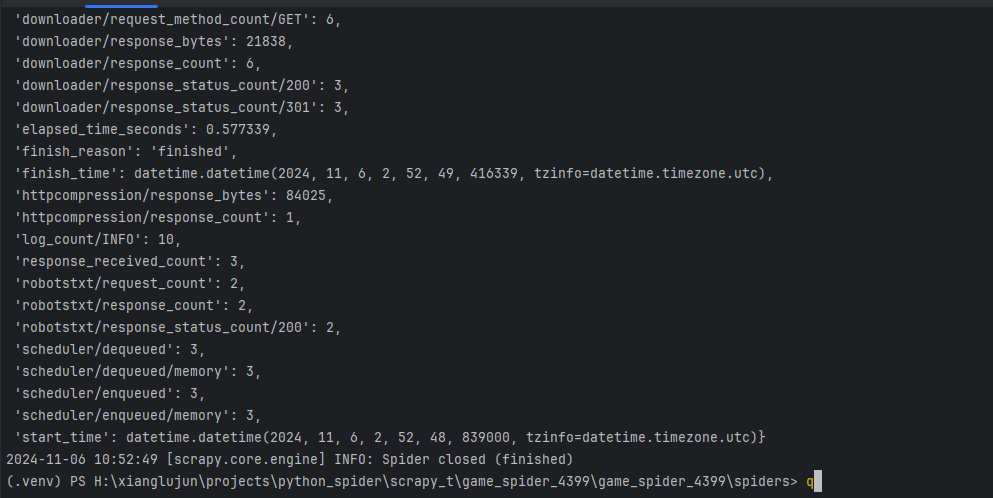 'downloader/request_method_count/GET': 6,
'downloader/response_bytes': 21838,
'downloader/response_count': 6,
'downloader/response_status_count/200': 3,
'downloader/response_status_count/301': 3,
'elapsed_time_seconds': 0.577339,
'finish_reason': 'finished',
'finish_time': datetime.datetime(2024, 11, 6, 2, 52, 49, 416339, tzinfo=datetime.timezone.utc),
'httpcompression/response_bytes': 84025,
'httpcompression/response_count': 1,
'log_count/INFO': 10,
'response_received_count': 3,
'robotstxt/request_count': 2,
'robotstxt/response_count': 2,
'robotstxt/response_status_count/200': 2,
'scheduler/dequeued': 3,
'scheduler/dequeued/memory': 3,
'scheduler/enqueued': 3,
'scheduler/enqueued/memory': 3,
'start_time': datetime.datetime(2024, 11, 6, 2, 52, 48, 839000, tzinfo=datetime.timezone.utc)}
2024-11-06 10:52:49 [scrapy.core.engine] INFO: Spider closed (finished)
(.venv) PS H:\xianglujun\projects\python_spider\scrapy_t\game_spider_4399\game_spider_4399\spiders> q